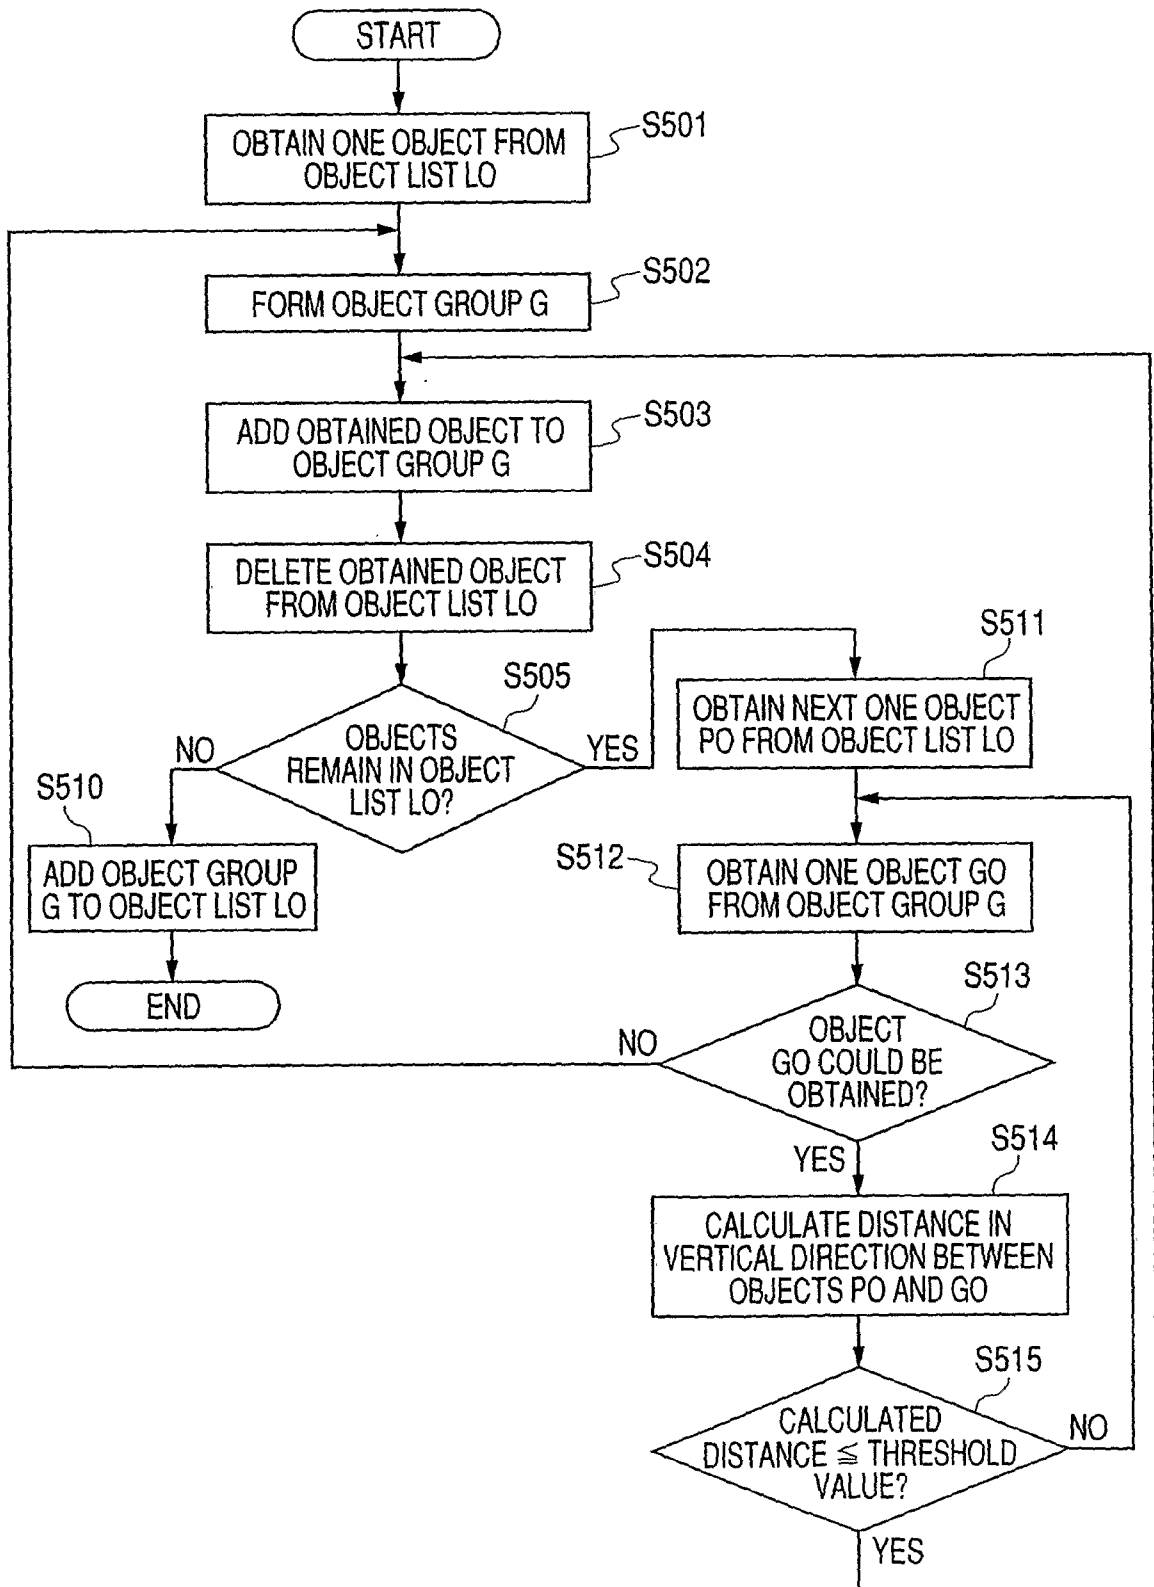 START
S501
OBTAIN ONE OBJECT FROM
OBJECT LIST LO
S502
FORM OBJECT GROUP G
S503
ADD OBTAINED OBJECT TO
OBJECT GROUP G
S504
DELETE OBTAINED OBJECT
FROM OBJECT LIST LO
S505
OBJECTS
REMAIN IN OBJECT
LIST LO?
NO
YES
S510
ADD OBJECT GROUP
G TO OBJECT LIST LO
END
S511
OBTAIN NEXT ONE OBJECT
PO FROM OBJECT LIST LO
S512
OBTAIN ONE OBJECT GO
FROM OBJECT GROUP G
S513
OBJECT
GO COULD BE
OBTAINED?
NO
YES
S514
CALCULATE DISTANCE IN
VERTICAL DIRECTION BETWEEN
OBJECTS PO AND GO
S515
CALCULATED
DISTANCE ≦ THRESHOLD
VALUE?
NO
YES